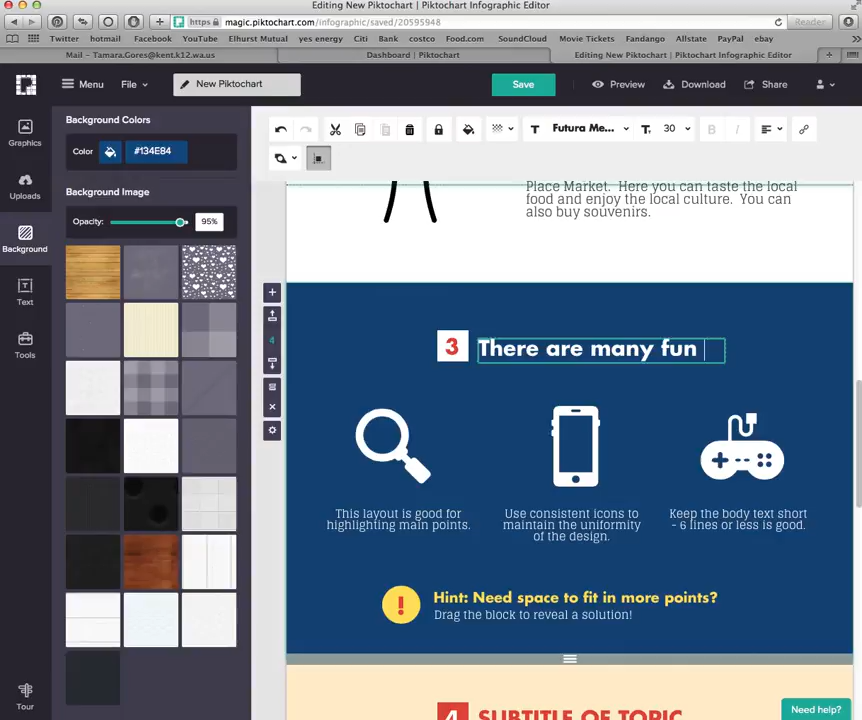 Editing New Piktochart | Piktochart Infographic Editor
https magic.piktochart.com/infographic/saved/20595948 Reader
Twitter Facebook YouTube Elhurst Mutual yes energy Citi Bank costco Food.com SoundCloud Movie Tickets Fandango Allstate PayPal ebay
Mail – Tamara.Gores@kent.k12.wa.us Dashboard | Piktochart Editing New Piktochart | Piktochart Infographic Editor
Menu File New Piktochart Save Preview Download Share
Graphics
Uploads
Background
Text
Tools
Tour
Background Colors
Color #134E84
Background Image
Opacity: 95%
T Futura Me... T 30 B I
Place Market. Here you can taste the local
food and enjoy the local culture. You can
also buy souvenirs.
4
3 There are many fun
This layout is good for
highlighting main points.
Use consistent icons to
maintain the uniformity
of the design.
Keep the body text short
- 6 lines or less is good.
! Hint: Need space to fit in more points?
Drag the block to reveal a solution!
4 SUBTITLE OF TOPIC
Need help?